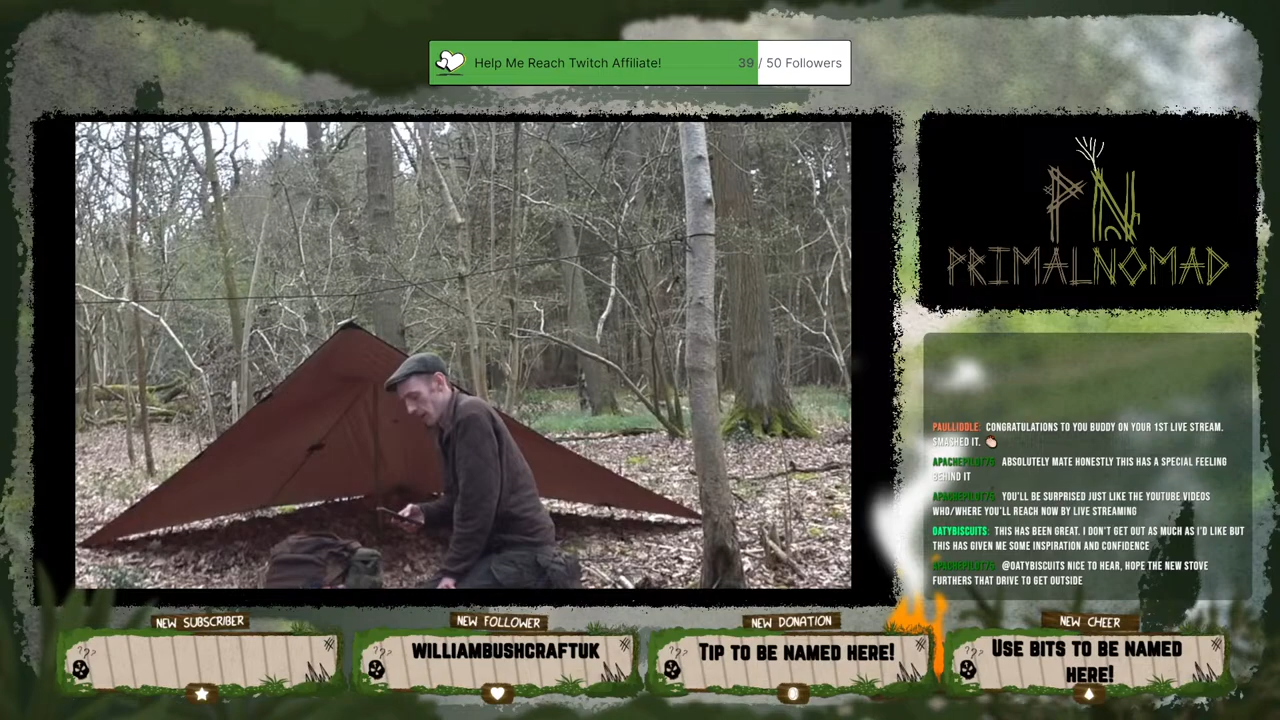 Help Me Reach Twitch Affiliate!
39 / 50 Followers
PN
PRIMALNOMAD
PAULLIDDLE: CONGRATULATIONS TO YOU BUDDY ON YOUR 1ST LIVE STREAM.
SMASHED IT.
APACHEPILOT76: ABSOLUTELY MATE HONESTLY THIS HAS A SPECIAL FEELING
BEHIND IT
APACHEPILOT76: YOU'LL BE SURPRISED JUST LIKE THE YOUTUBE VIDEOS
WHO/WHERE YOU'LL REACH NOW BY LIVE STREAMING
OATYBISCUITS: THIS HAS BEEN GREAT. I DON'T GET OUT AS MUCH AS I'D LIKE BUT
THIS HAS GIVEN ME SOME INSPIRATION AND CONFIDENCE
APACHEPILOT76: @OATYBISCUITS NICE TO HEAR, HOPE THE NEW STOVE
FURTHERS THAT DRIVE TO GET OUTSIDE
NEW SUBSCRIBER
NEW FOLLOWER
WILLIAMBUSHCRAFTUK
NEW DONATION
TIP TO BE NAMED HERE!
NEW CHEER
USE BITS TO BE NAMED
HERE!